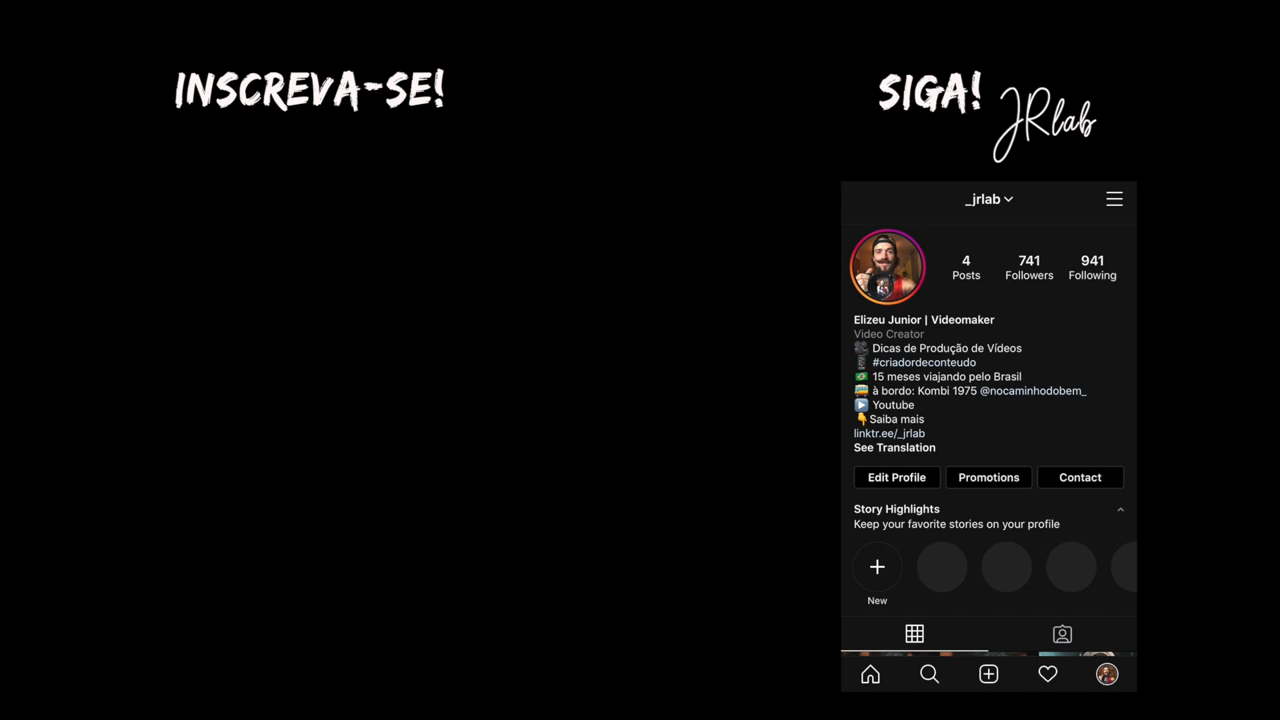 INSCREVA-SE!
SIGA!
JRlab
_jrlab
4 741 941
Posts Followers Following
Elizeu Junior | Videomaker
Video Creator
Dicas de Produção de Vídeos
#criadordeconteudo
15 meses viajando pelo Brasil
à bordo: Kombi 1975 @nocaminhodobem_
Youtube
Saiba mais
linktr.ee/_jrlab
See Translation
Edit Profile Promotions Contact
Story Highlights
Keep your favorite stories on your profile
New